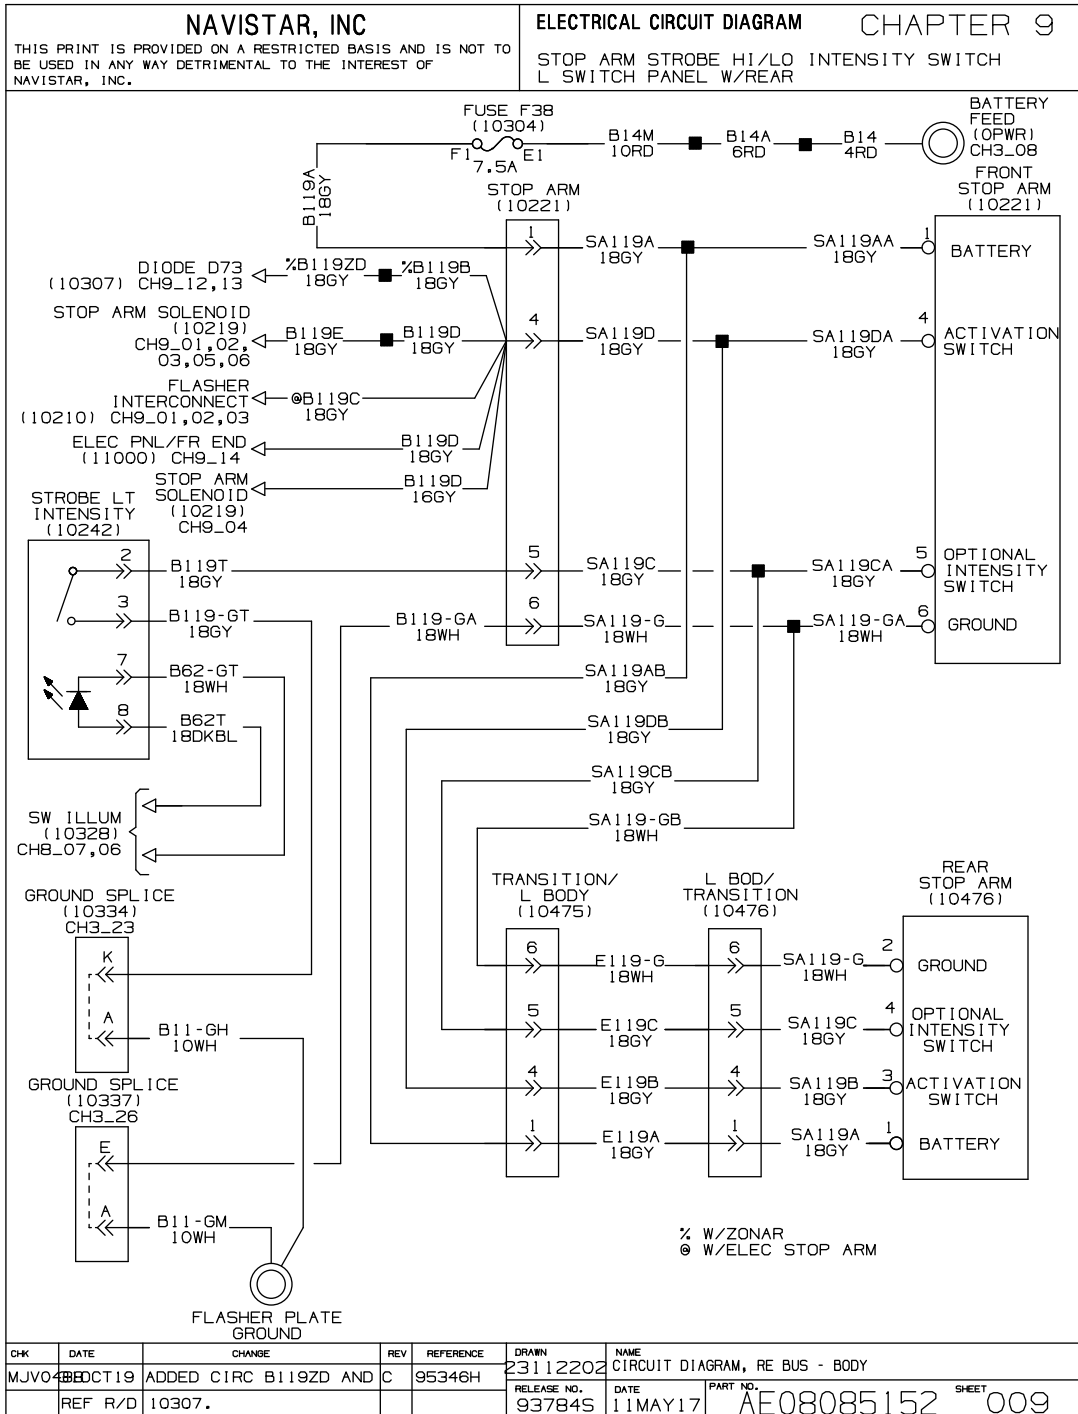 NAVISTAR, INC
THIS PRINT IS PROVIDED ON A RESTRICTED BASIS AND IS NOT TO
BE USED IN ANY WAY DETRIMENTAL TO THE INTEREST OF
NAVISTAR, INC.
ELECTRICAL CIRCUIT DIAGRAM
CHAPTER 9
STOP ARM STROBE HI/LO INTENSITY SWITCH
L SWITCH PANEL W/REAR
FUSE F38
(10304)
F1
E1
7.5A
B14M
10RD
B14A
6RD
B14
4RD
BATTERY
FEED
(OPWR)
CH3_08
B119A
18GY
STOP ARM
(10221)
FRONT
STOP ARM
(10221)
1
SA119A
18GY
SA119AA
18GY
1
BATTERY
DIODE D73
(10307) CH9_12,13
%B119ZD
18GY
%B119B
18GY
STOP ARM SOLENOID
(10219)
CH9_01,02,
03,05,06
B119E
18GY
B119D
18GY
4
SA119D
18GY
SA119DA
18GY
4
ACTIVATION
SWITCH
FLASHER
INTERCONNECT
(10210) CH9_01,02,03
@B119C
18GY
ELEC PNL/FR END
(11000) CH9_14
B119D
18GY
STOP ARM
SOLENOID
(10219)
CH9_04
B119D
16GY
STROBE LT
INTENSITY
(10242)
2
B119T
18GY
5
SA119C
18GY
SA119CA
18GY
5
OPTIONAL
INTENSITY
SWITCH
3
B119-GT
18GY
B119-GA
18WH
6
SA119-G
18WH
SA119-GA
18WH
6
GROUND
7
B62-GT
18WH
SA119AB
18GY
8
B62T
18DKBL
SA119DB
18GY
SA119CB
18GY
SW ILLUM
(10328)
CH8_07,06
SA119-GB
18WH
GROUND SPLICE
(10334)
CH3_23
TRANSITION/
L BODY
(10475)
L BOD/
TRANSITION
(10476)
REAR
STOP ARM
(10476)
K
6
E119-G
18WH
6
SA119-G
18WH
2
GROUND
A
B11-GH
10WH
5
E119C
18GY
5
SA119C
18GY
4
OPTIONAL
INTENSITY
SWITCH
GROUND SPLICE
(10337)
CH3_26
4
E119B
18GY
4
SA119B
18GY
3
ACTIVATION
SWITCH
E
1
E119A
18GY
1
SA119A
18GY
1
BATTERY
A
B11-GM
10WH
% W/ZONAR
@ W/ELEC STOP ARM
FLASHER PLATE
GROUND
CHK DATE CHANGE REV REFERENCE
OCT19 ADDED CIRC B119ZD AND C 95346H
REF R/D 10307.
DRAWN
23112202
NAME
CIRCUIT DIAGRAM, RE BUS - BODY
RELEASE NO.
93784S
DATE
11MAY17
PART NO.
AE08085152
SHEET
009